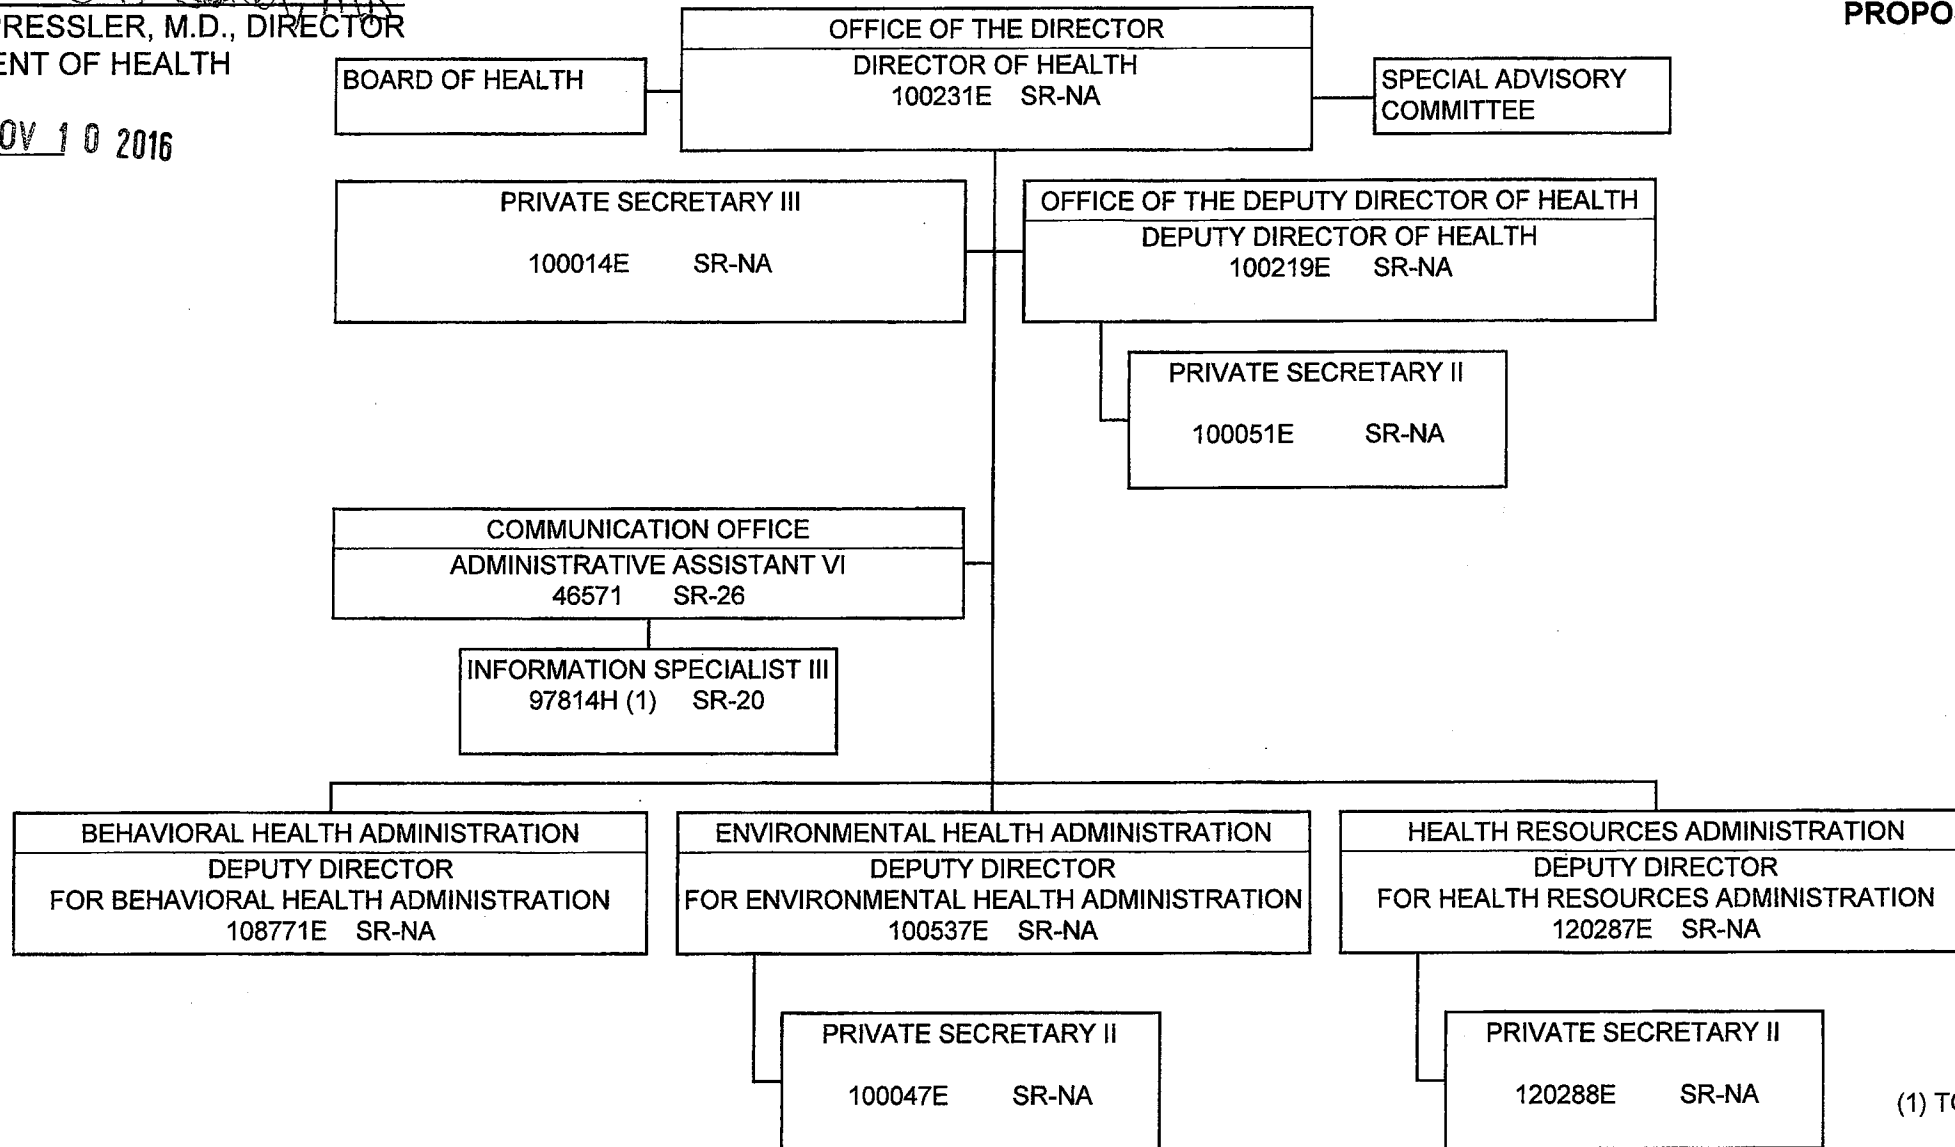 RESSLER, M.D., DIRECTOR
ENT OF HEALTH
OV 10 2016
PROPO
OFFICE OF THE DIRECTOR
DIRECTOR OF HEALTH
100231E SR-NA
BOARD OF HEALTH
SPECIAL ADVISORY
COMMITTEE
PRIVATE SECRETARY III
100014E SR-NA
OFFICE OF THE DEPUTY DIRECTOR OF HEALTH
DEPUTY DIRECTOR OF HEALTH
100219E SR-NA
PRIVATE SECRETARY II
100051E SR-NA
COMMUNICATION OFFICE
ADMINISTRATIVE ASSISTANT VI
46571 SR-26
INFORMATION SPECIALIST III
97814H (1) SR-20
BEHAVIORAL HEALTH ADMINISTRATION
DEPUTY DIRECTOR
FOR BEHAVIORAL HEALTH ADMINISTRATION
108771E SR-NA
ENVIRONMENTAL HEALTH ADMINISTRATION
DEPUTY DIRECTOR
FOR ENVIRONMENTAL HEALTH ADMINISTRATION
100537E SR-NA
HEALTH RESOURCES ADMINISTRATION
DEPUTY DIRECTOR
FOR HEALTH RESOURCES ADMINISTRATION
120287E SR-NA
PRIVATE SECRETARY II
100047E SR-NA
PRIVATE SECRETARY II
120288E SR-NA
(1) TO